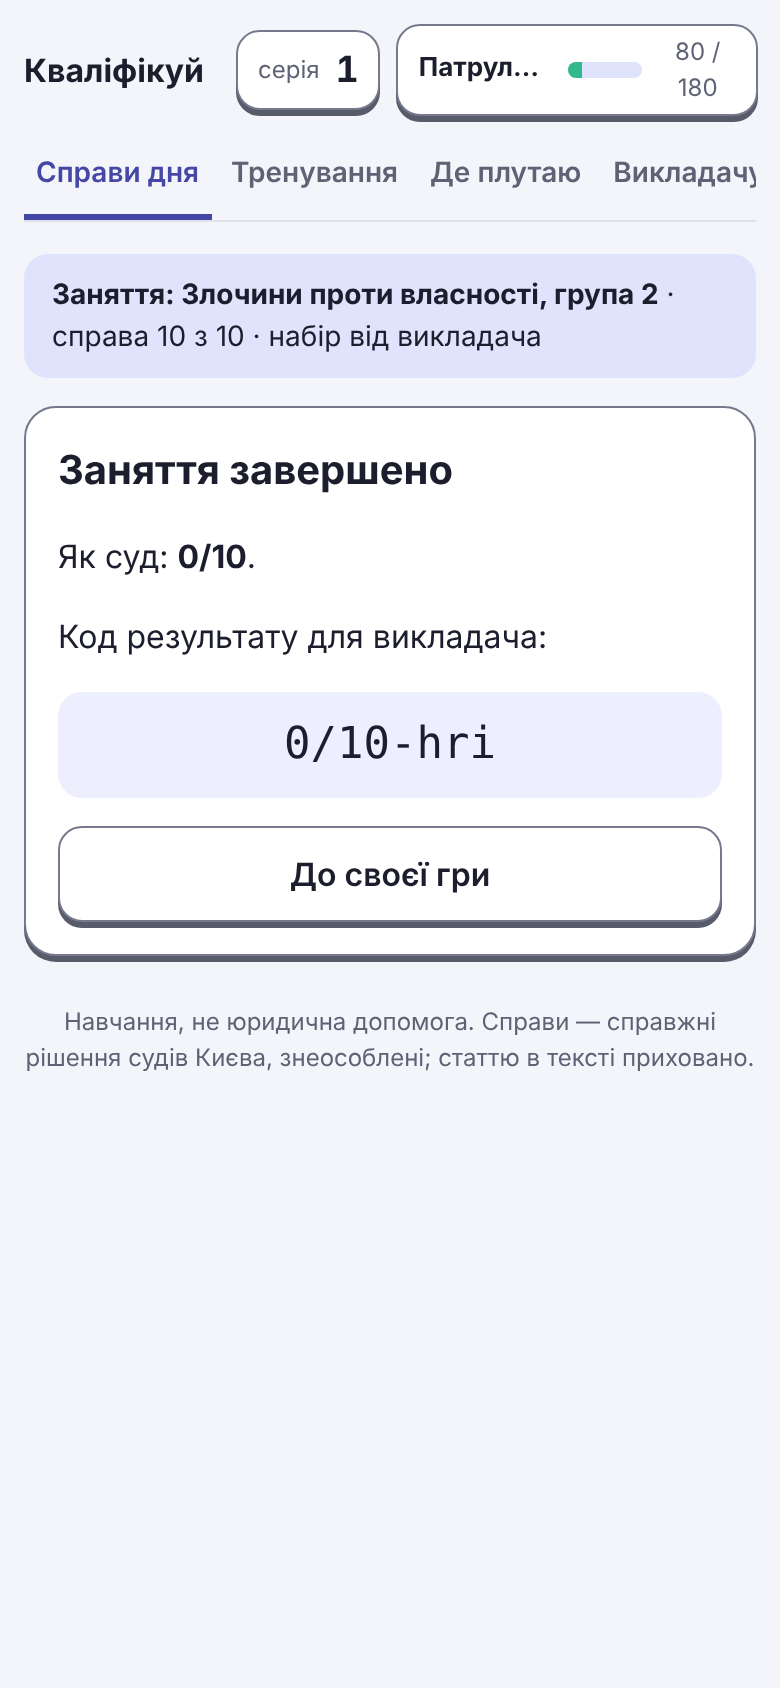 Кваліфікуй
серія 1
Патрул...
80 /
180
Справи дня Тренування Де плутаю Викладачу
Заняття: Злочини проти власності, група 2 ·
справа 10 з 10 · набір від викладача
Заняття завершено
Як суд: 0/10.
Код результату для викладача:
0/10-hri
До своєї гри
Навчання, не юридична допомога. Справи — справжні
рішення судів Києва, знеособлені; статтю в тексті приховано.